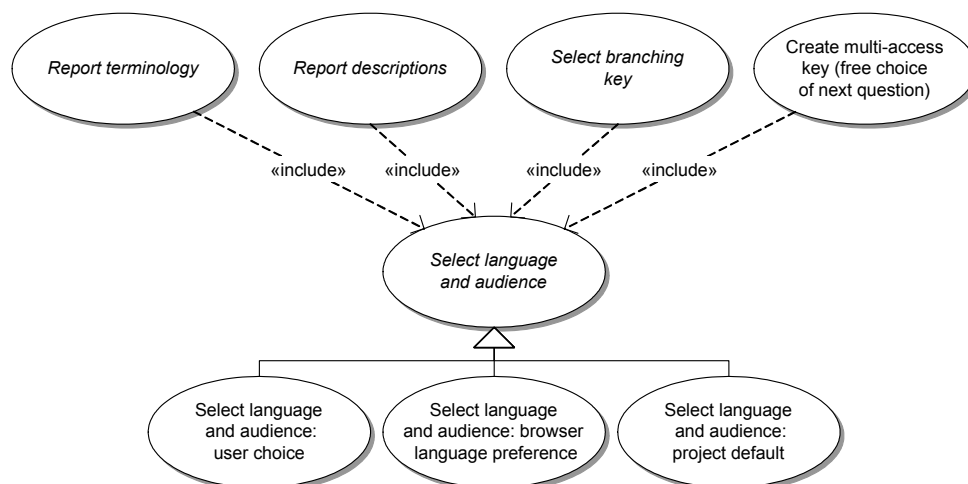 Report terminology
Report descriptions
Select branching
key
Create multi-access
key (free choice
of next question)
«include»
«include»
«include»
«include»
Select language
and audience
Select language
and audience:
user choice
Select language
and audience: browser
language preference
Select language
and audience:
project default